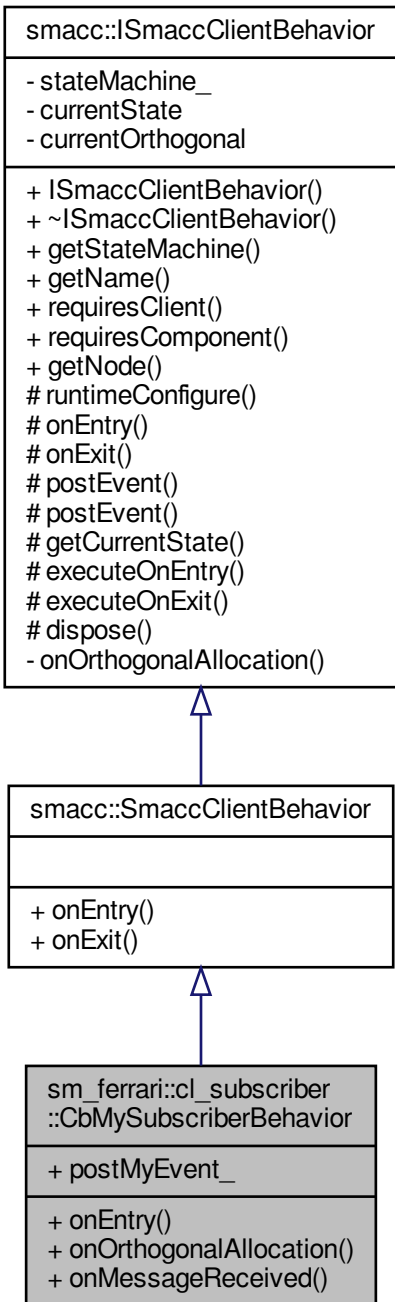 smacc::ISmaccClientBehavior
- stateMachine_
- currentState
- currentOrthogonal
+ ISmaccClientBehavior()
+ ~ISmaccClientBehavior()
+ getStateMachine()
+ getName()
+ requiresClient()
+ requiresComponent()
+ getNode()
# runtimeConfigure()
# onEntry()
# onExit()
# postEvent()
# postEvent()
# getCurrentState()
# executeOnEntry()
# executeOnExit()
# dispose()
- onOrthogonalAllocation()
smacc::SmaccClientBehavior
+ onEntry()
+ onExit()
sm_ferrari::cl_subscriber
::CbMySubscriberBehavior
+ postMyEvent_
+ onEntry()
+ onOrthogonalAllocation()
+ onMessageReceived()